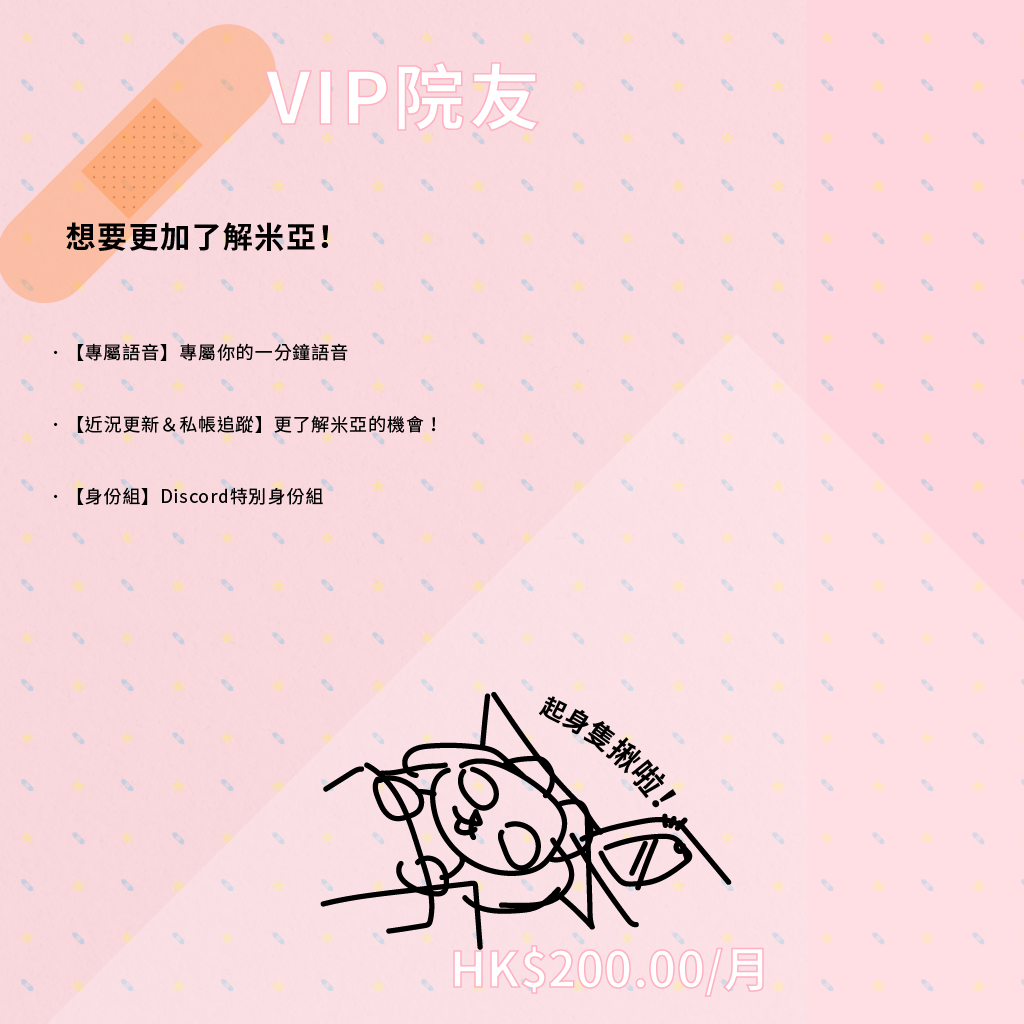 VIP院友
想要更加了解米亞！
·【專屬語音】專屬你的一分鐘語音
·【近況更新＆私帳追蹤】更了解米亞的機會！
·【身份組】Discord特別身份組
起身隻揪啦！
HK$200.00/月